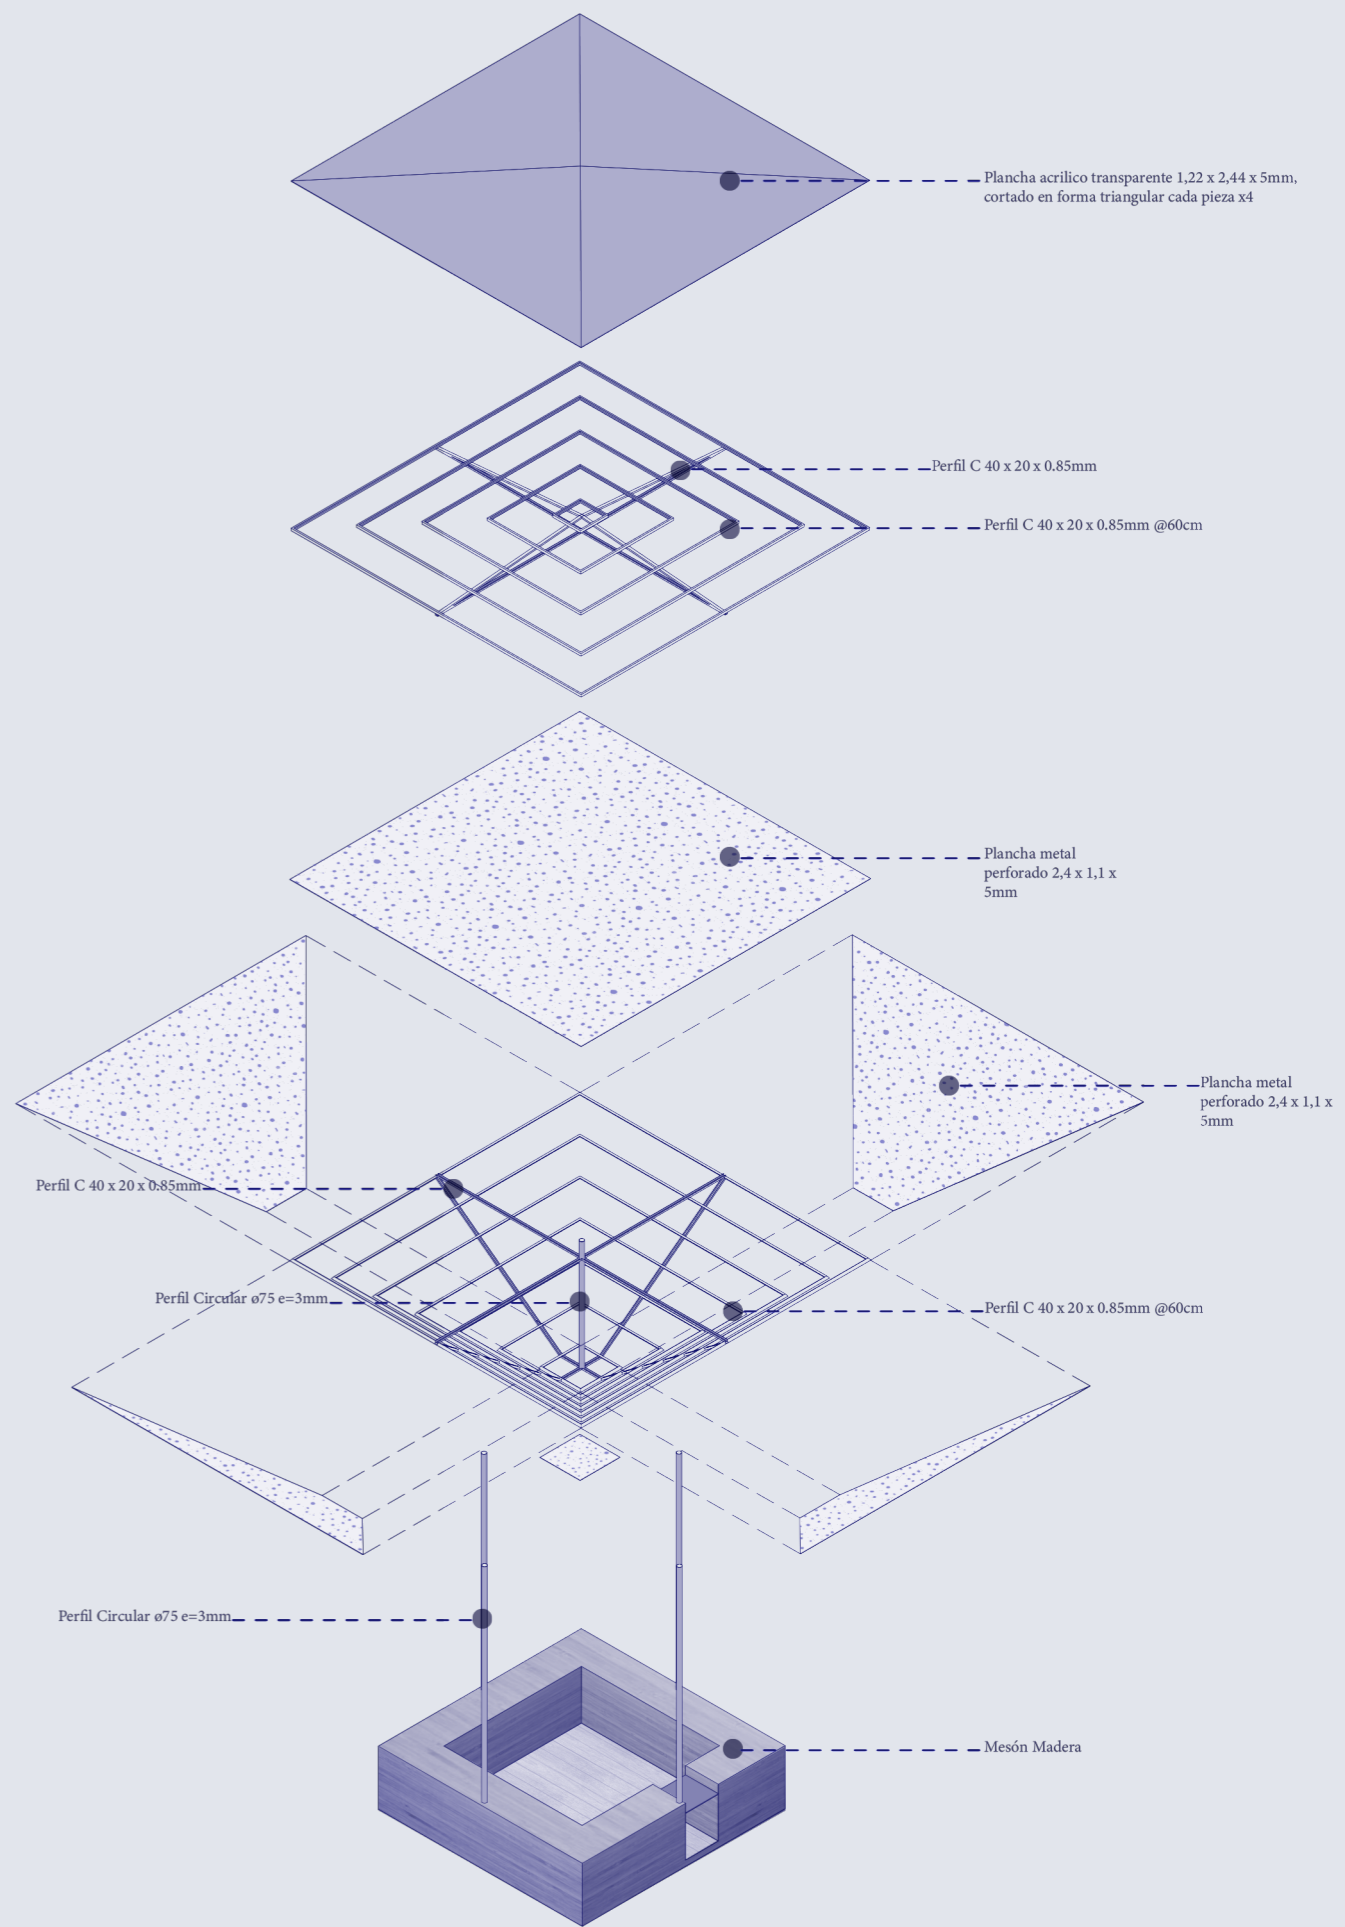 Plancha acrilico transparente 1,22 x 2,44 x 5mm,
cortado en forma triangular cada pieza x4
Perfil C 40 x 20 x 0.85mm
Perfil C 40 x 20 x 0.85mm @60cm
Plancha metal
perforado 2,4 x 1,1 x
5mm
Plancha metal
perforado 2,4 x 1,1 x
5mm
Perfil C 40 x 20 x 0.85mm
Perfil Circular ø75 e=3mm
Perfil C 40 x 20 x 0.85mm @60cm
Perfil Circular ø75 e=3mm
Mesón Madera